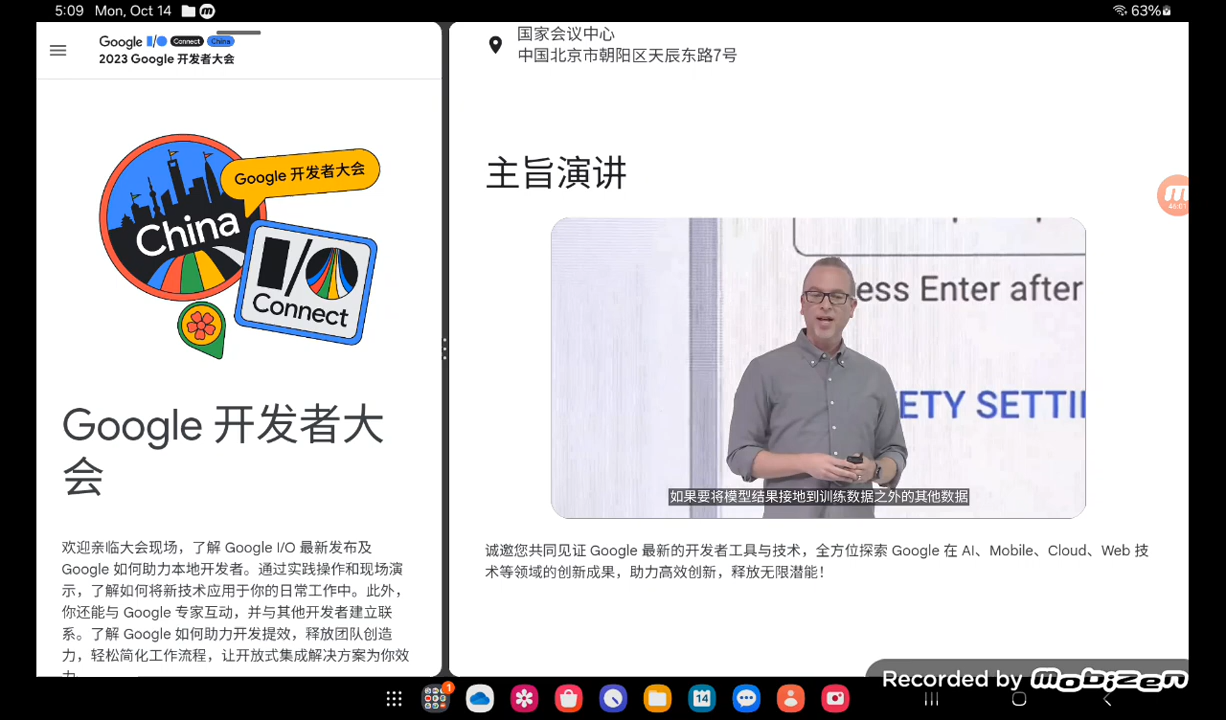 5:09 Mon, Oct 14
63%
Google I/O Connect China
2023 Google 开发者大会
Google 开发者大会
China
I/O
Connect
Google 开发者大
会
欢迎亲临大会现场，了解 Google I/O 最新发布及
Google 如何助力本地开发者。通过实践操作和现场演
示，了解如何将新技术应用于你的日常工作中。此外，
你还能与 Google 专家互动，并与其他开发者建立联
系。了解 Google 如何助力开发提效，释放团队创造
力，轻松简化工作流程，让开放式集成解决方案为你效
国家会议中心
中国北京市朝阳区天辰东路7号
主旨演讲
ess Enter after
ETY SETTI
如果要将模型结果接地到训练数据之外的其他数据
诚邀您共同见证 Google 最新的开发者工具与技术，全方位探索 Google 在 AI、Mobile、Cloud、Web 技
术等领域的创新成果，助力高效创新，释放无限潜能！
1
14
Recorded by mobizen